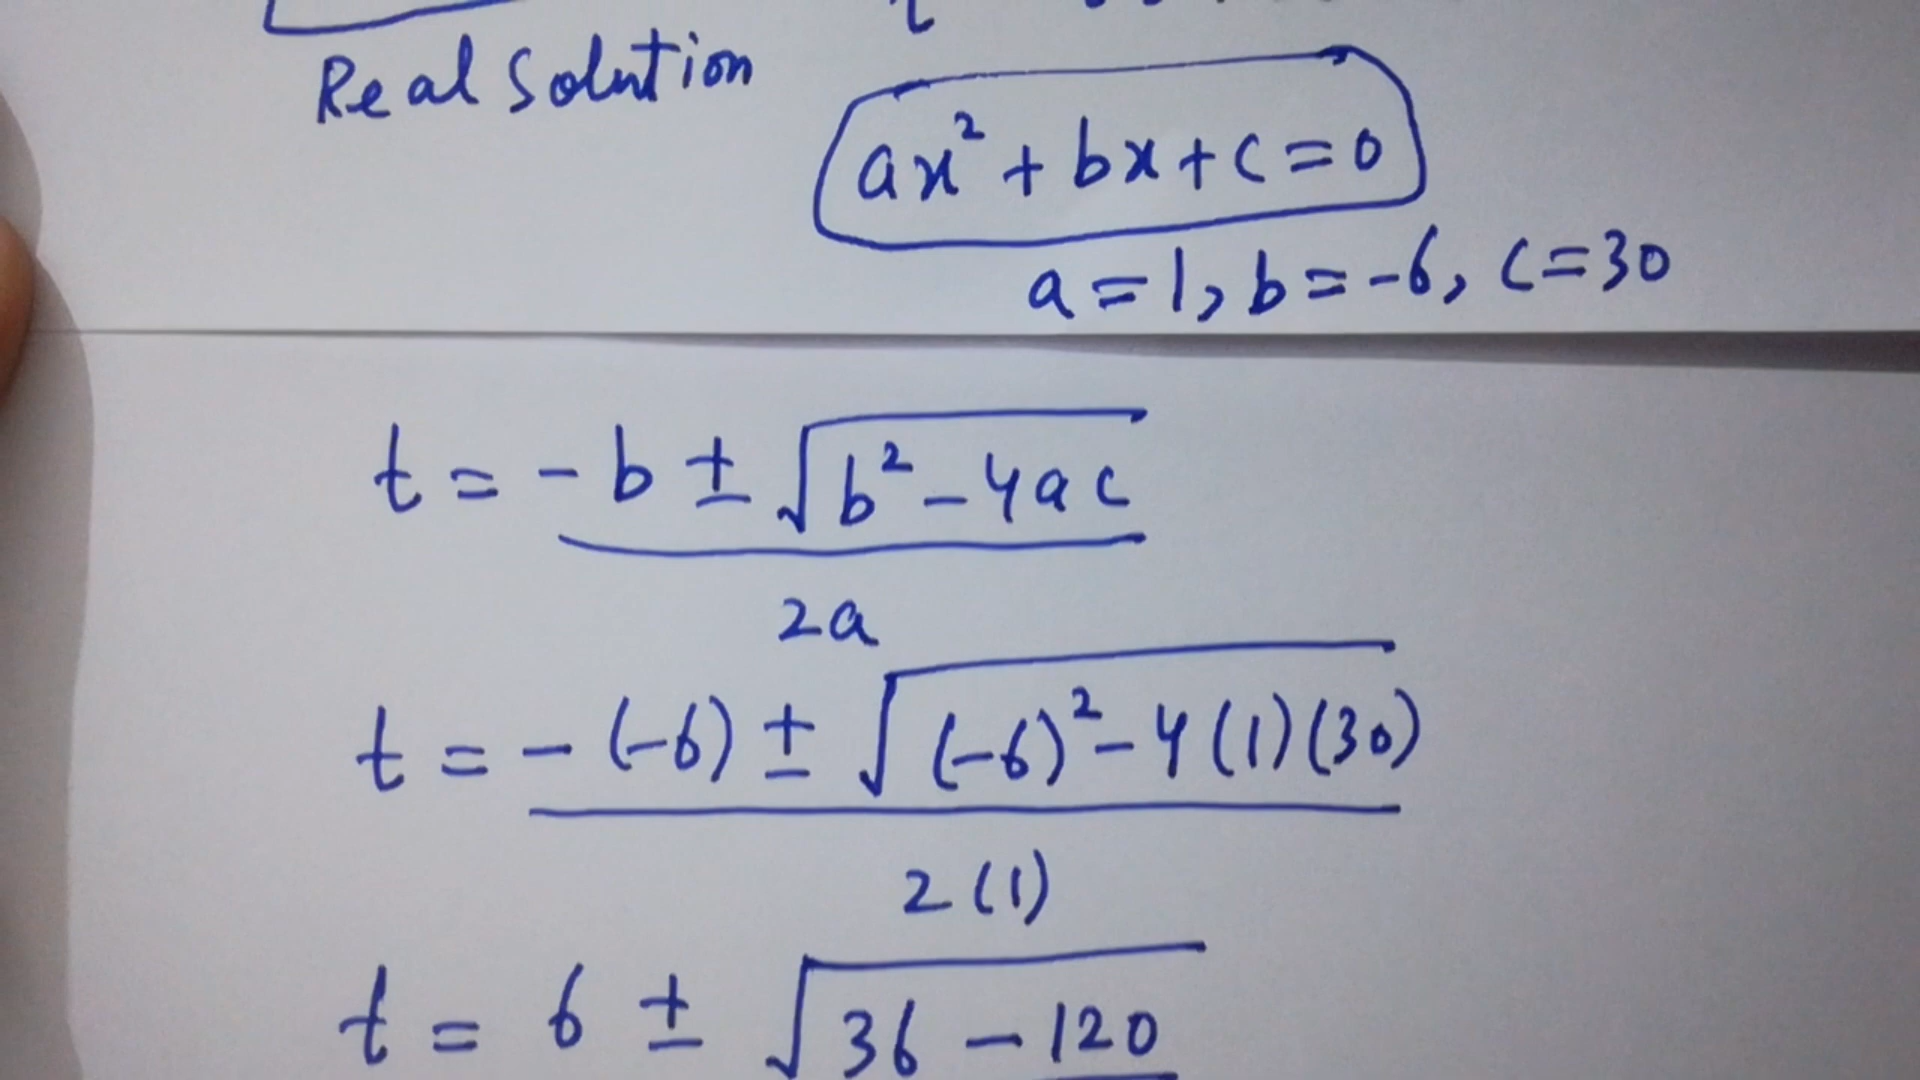 Real Solution
ax² + bx + c = 0
a = 1, b = -6, c = 30
t = -b ± √(b² - 4ac)
2a
t = -(-6) ± √((-6)² - 4(1)(30))
2(1)
t = 6 ± √(36 - 120)